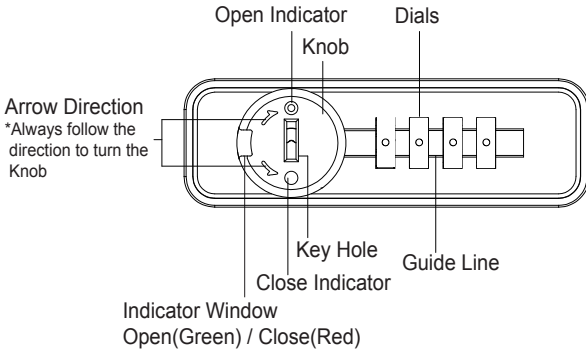 Open Indicator
Dials
Knob
Arrow Direction
*Always follow the
direction to turn the
Knob
Key Hole
Guide Line
Close Indicator
Indicator Window
Open(Green) / Close(Red)